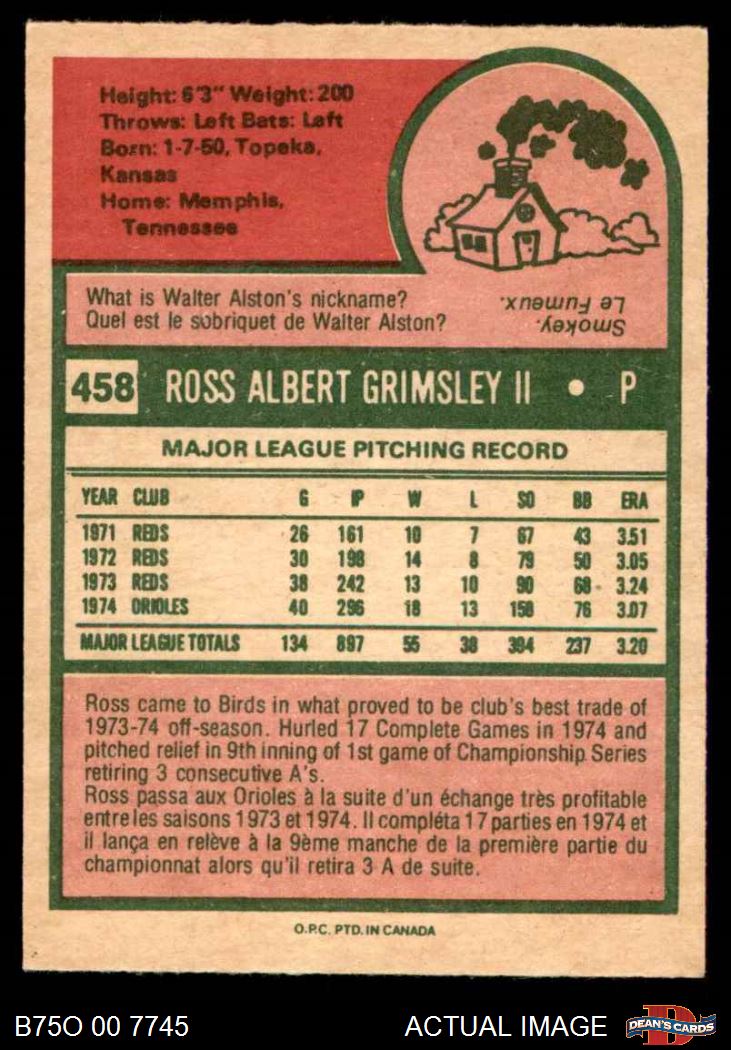 Height: 6'3" Weight: 200
Throws: Left Bats: Left
Born: 1-7-50, Topeka,
Kansas
Home: Memphis,
Tennessee
What is Walter Alston's nickname?
Quel est le sobriquet de Walter Alston?
Smokey.
Le Fumeux.
458 ROSS ALBERT GRIMSLEY II • P
MAJOR LEAGUE PITCHING RECORD
YEAR CLUB G IP W L SO BB ERA
1971 REDS 26 161 10 7 67 43 3.51
1972 REDS 30 198 14 8 79 50 3.05
1973 REDS 38 242 13 10 90 68 3.24
1974 ORIOLES 40 296 18 13 158 76 3.07
MAJOR LEAGUE TOTALS 134 897 55 38 394 237 3.20
Ross came to Birds in what proved to be club's best trade of
1973-74 off-season. Hurled 17 Complete Games in 1974 and
pitched relief in 9th inning of 1st game of Championship Series
retiring 3 consecutive A's.
Ross passa aux Orioles à la suite d'un échange très profitable
entre les saisons 1973 et 1974. Il compléta 17 parties en 1974 et
il lança en relève à la 9ème manche de la première partie du
championnat alors qu'il retira 3 A de suite.
O.P.C. PTD. IN CANADA
B75O 00 7745
ACTUAL IMAGE
D
DEAN'S CARDS